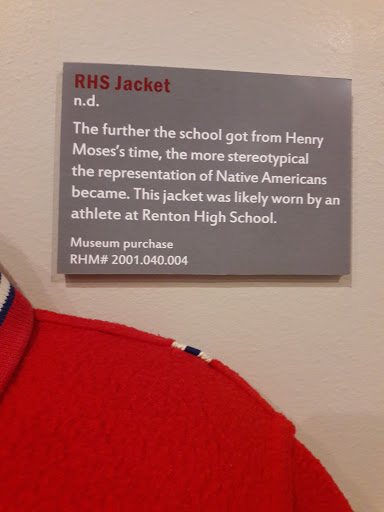 RHS Jacket
n.d.
The further the school got from Henry
Moses's time, the more stereotypical
the representation of Native Americans
became. This jacket was likely worn by an
athlete at Renton High School.
Museum purchase
RHM# 2001.040.004